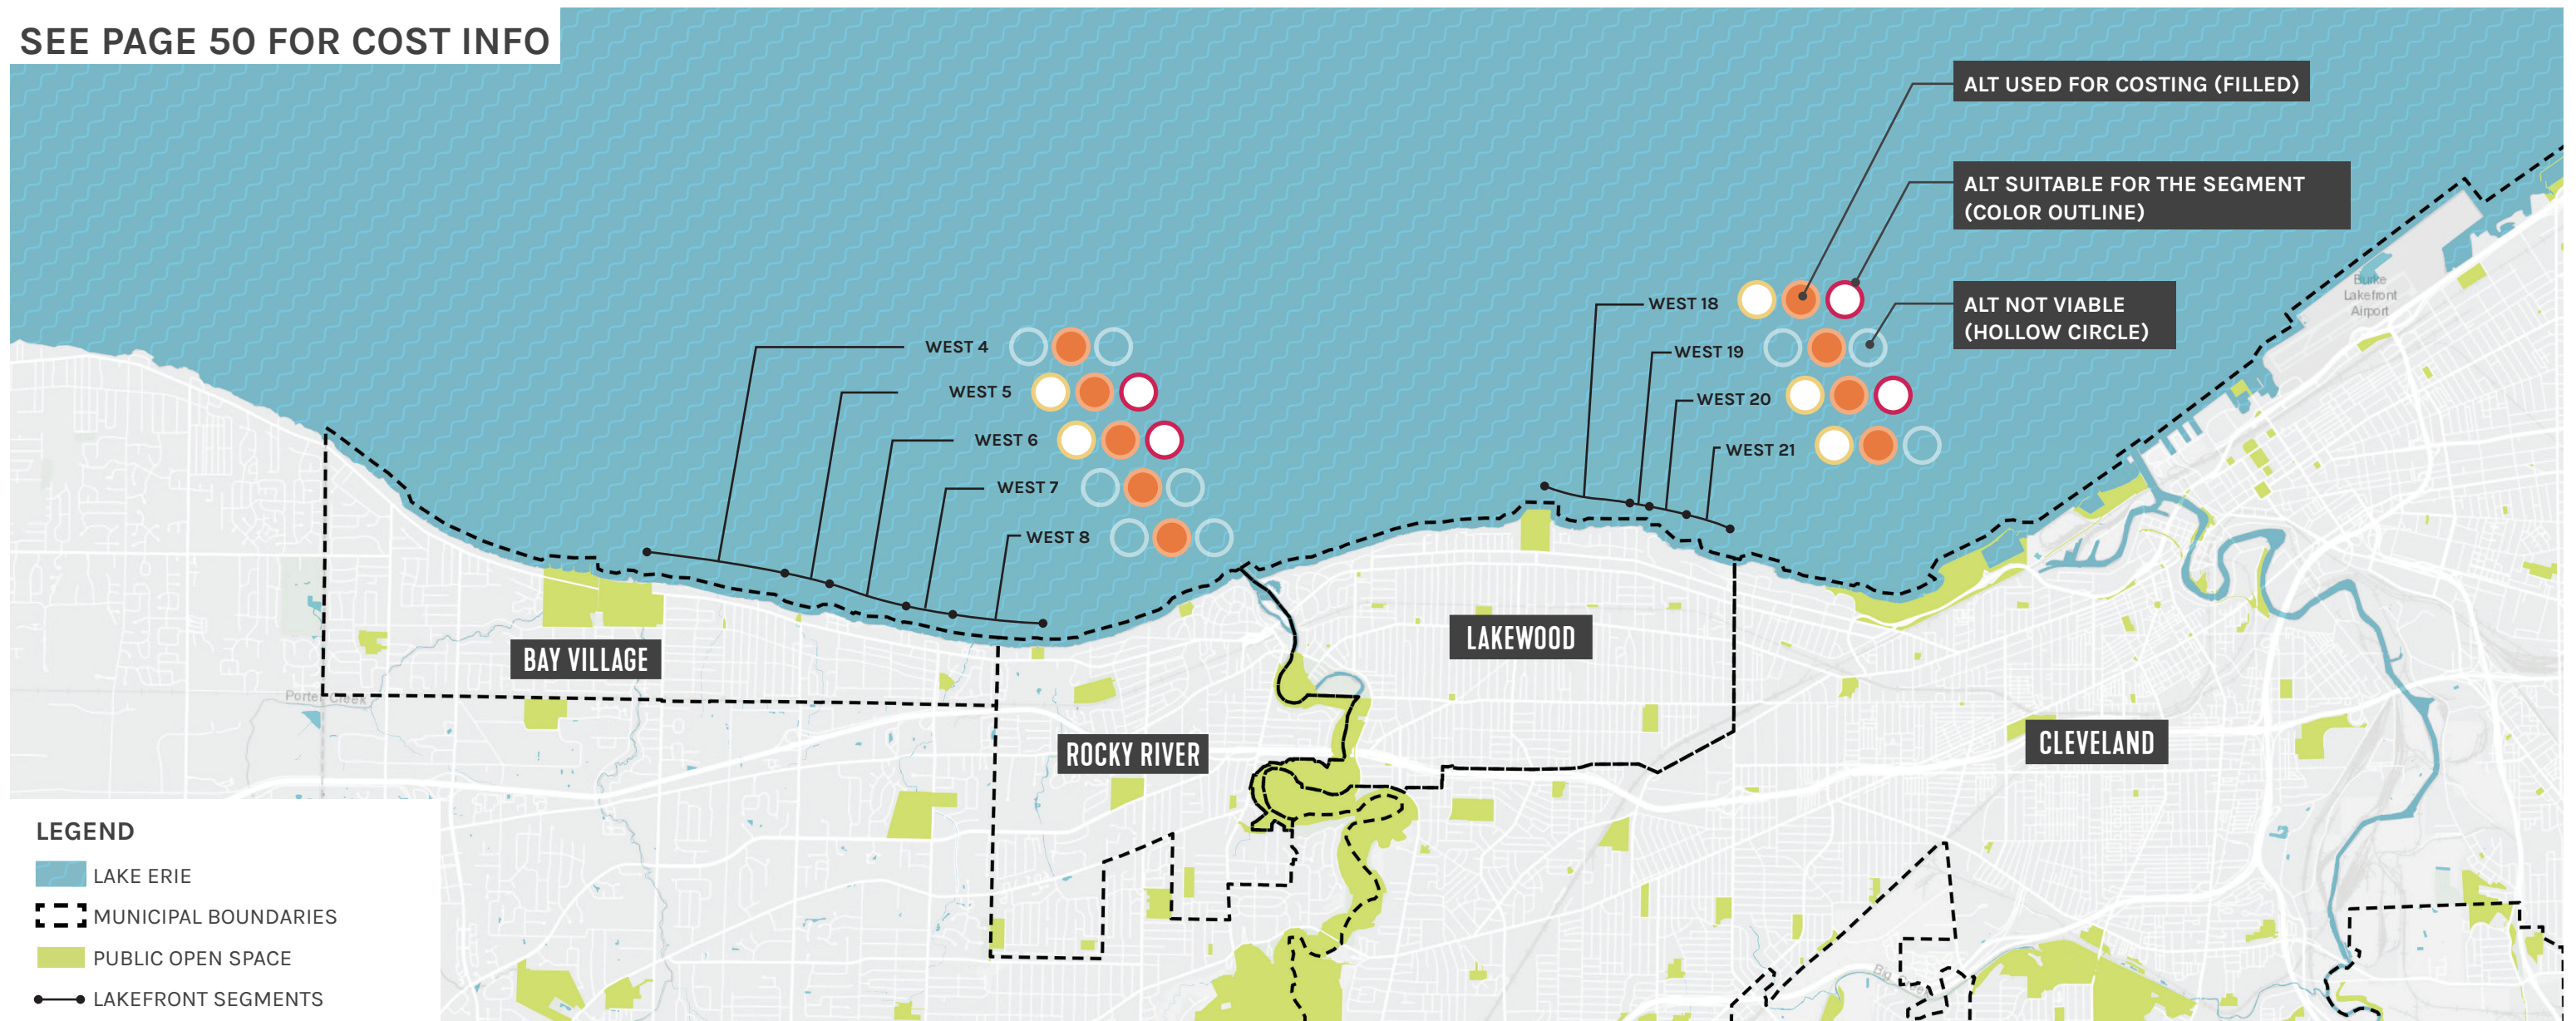 SEE PAGE 50 FOR COST INFO
ALT USED FOR COSTING (FILLED)
ALT SUITABLE FOR THE SEGMENT
(COLOR OUTLINE)
ALT NOT VIABLE
(HOLLOW CIRCLE)
Burke
Lakefront
Airport
WEST 4
WEST 5
WEST 6
WEST 7
WEST 8
WEST 18
WEST 19
WEST 20
WEST 21
BAY VILLAGE
LAKEWOOD
ROCKY RIVER
CLEVELAND
Porter Creek
LEGEND
LAKE ERIE
MUNICIPAL BOUNDARIES
PUBLIC OPEN SPACE
LAKEFRONT SEGMENTS
Big